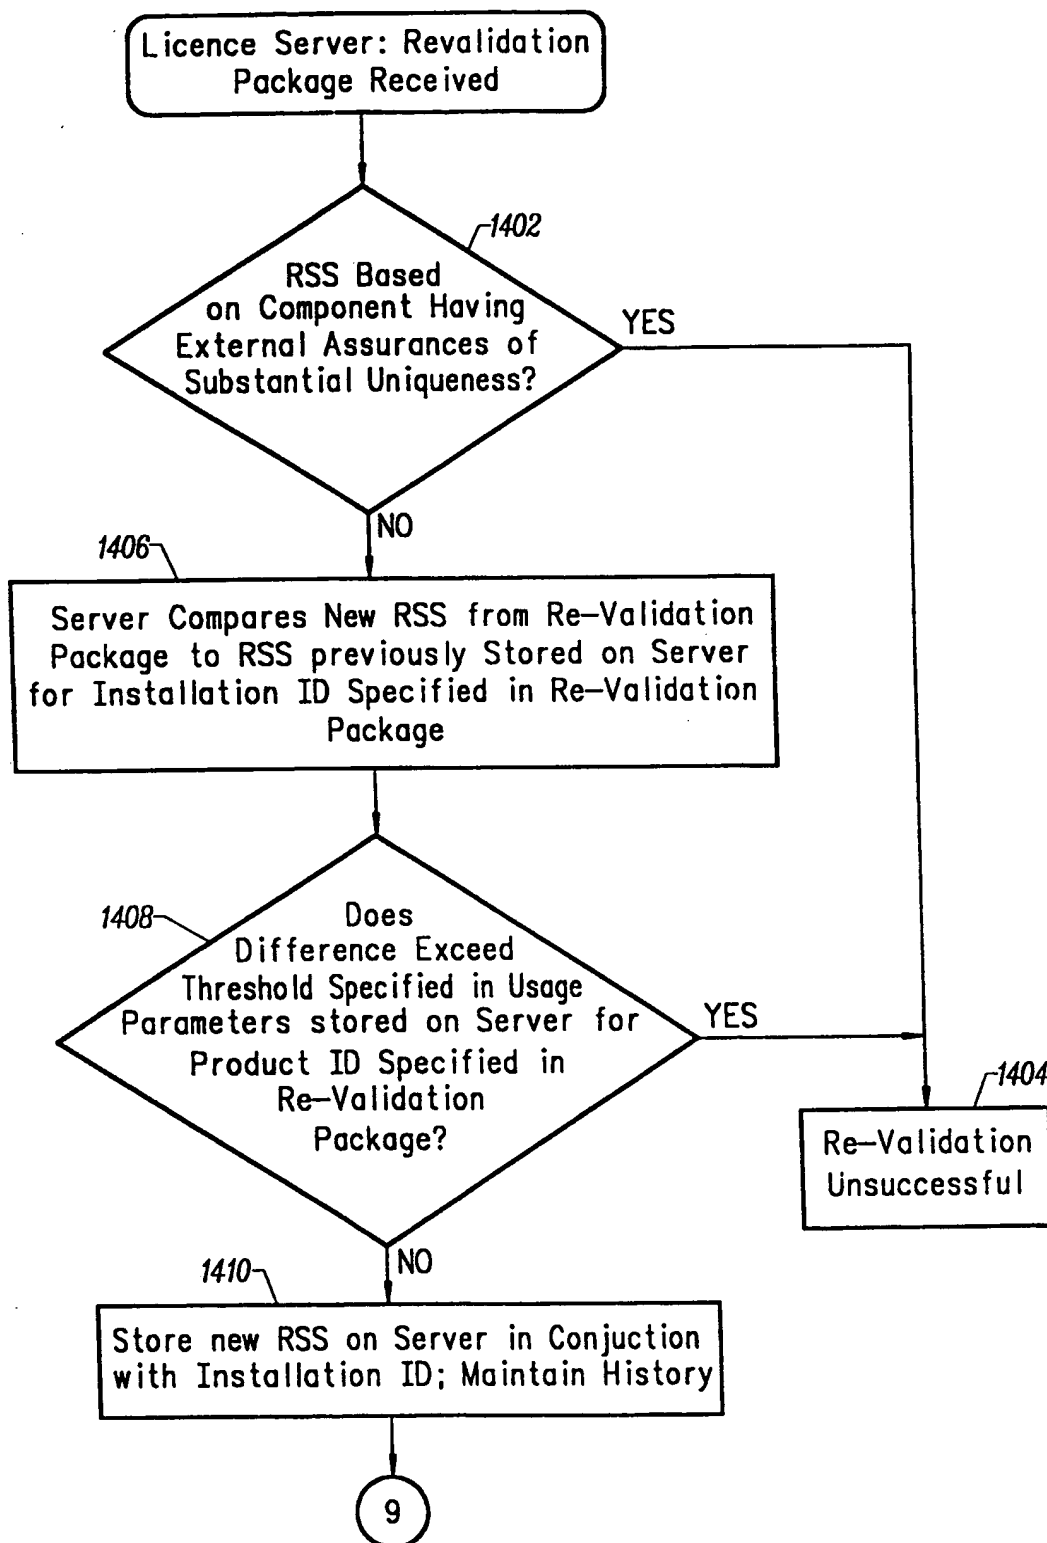 Licence Server: Revalidation
Package Received
1402
RSS Based
on Component Having
External Assurances of
Substantial Uniqueness?
YES
NO
1406
Server Compares New RSS from Re-Validation
Package to RSS previously Stored on Server
for Installation ID Specified in Re-Validation
Package
1408
Does
Difference Exceed
Threshold Specified in Usage
Parameters stored on Server for
Product ID Specified in
Re-Validation
Package?
YES
1404
Re-Validation
Unsuccessful
NO
1410
Store new RSS on Server in Conjuction
with Installation ID; Maintain History
9